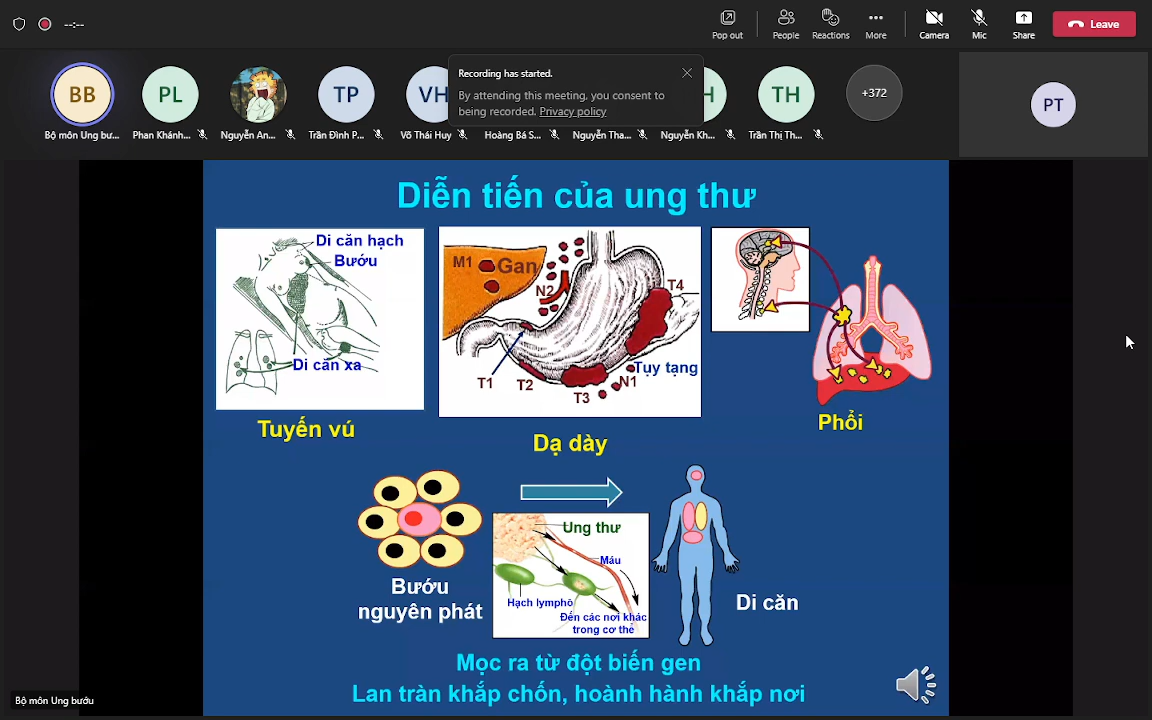 --:--
Pop out
People
Reactions
More
Camera
Mic
Share
Leave
Recording has started.
By attending this meeting, you consent to
being recorded. Privacy policy
BB
PL
TP
VH
H
TH
+372
PT
Bộ môn Ung bư...
Phan Khánh...
Nguyễn An...
Trần Đình P...
Võ Thái Huy
Hoàng Bá S...
Nguyễn Tha...
Nguyễn Kh...
Trần Thị Th...
Diễn tiến của ung thư
Di căn hạch
Bướu
Di căn xa
Tuyến vú
M1
Gan
N2
T4
T1
T2
T3
N1
Tụy tạng
Dạ dày
Phổi
Bướu
nguyên phát
Ung thư
Máu
Hạch lymphô
Đến các nơi khác
trong cơ thể
Di căn
Mọc ra từ đột biến gen
Lan tràn khắp chốn, hoành hành khắp nơi
Bộ môn Ung bướu